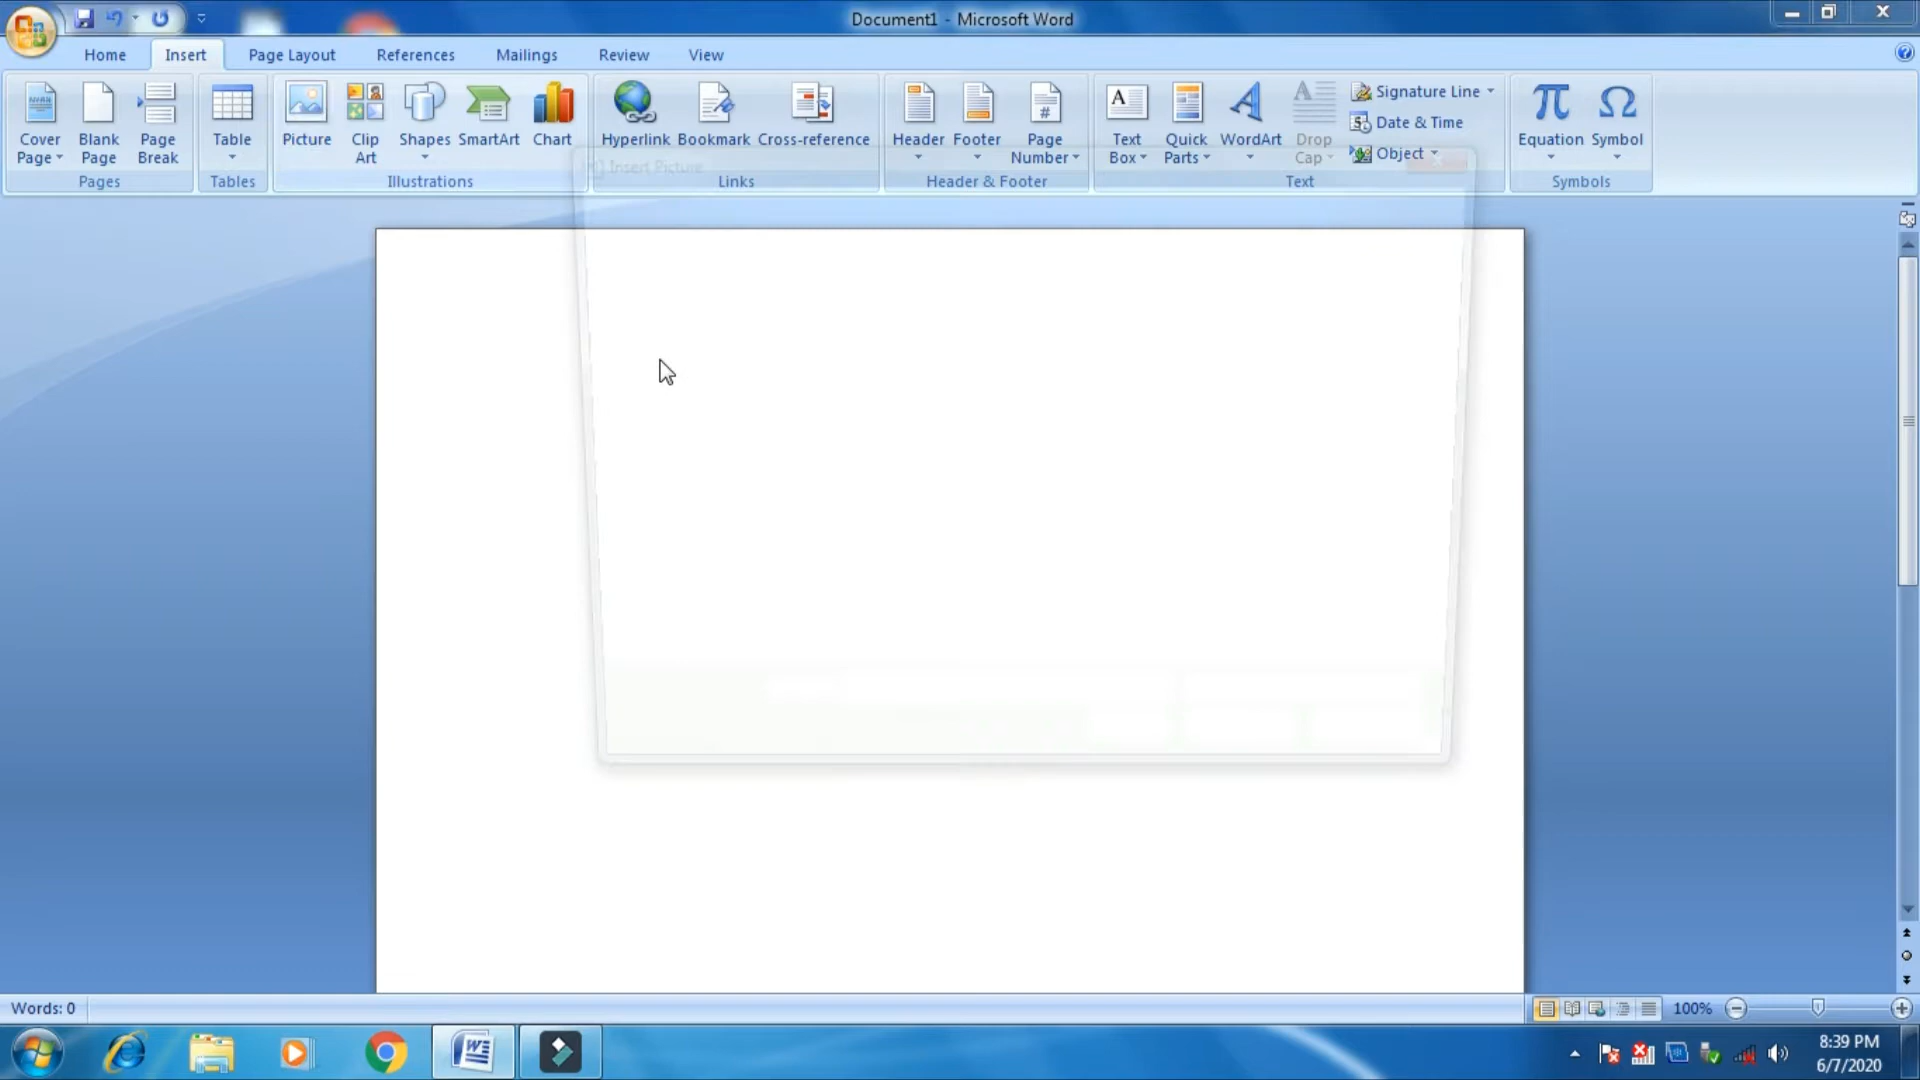 Document1 - Microsoft Word
Home Insert Page Layout References Mailings Review View
Cover Page
Blank Page
Page Break
Pages
Table
Tables
Picture
Clip Art
Shapes
SmartArt
Chart
Illustrations
Hyperlink
Bookmark
Cross-reference
Links
Header
Footer
Page Number
Header & Footer
A
Text Box
Quick Parts
WordArt
Drop Cap
Signature Line
Date & Time
Object
Text
π
Equation
Ω
Symbol
Symbols
Insert Picture
Words: 0
100%
8:39 PM
6/7/2020